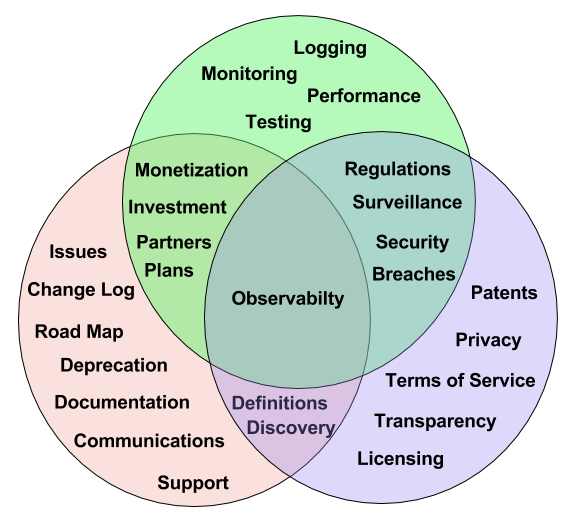 Logging
Monitoring
Performance
Testing
Monetization
Regulations
Investment
Surveillance
Partners
Security
Issues
Plans
Breaches
Change Log
Patents
Observabilty
Road Map
Privacy
Deprecation
Terms of Service
Documentation
Definitions
Transparency
Discovery
Communications
Licensing
Support